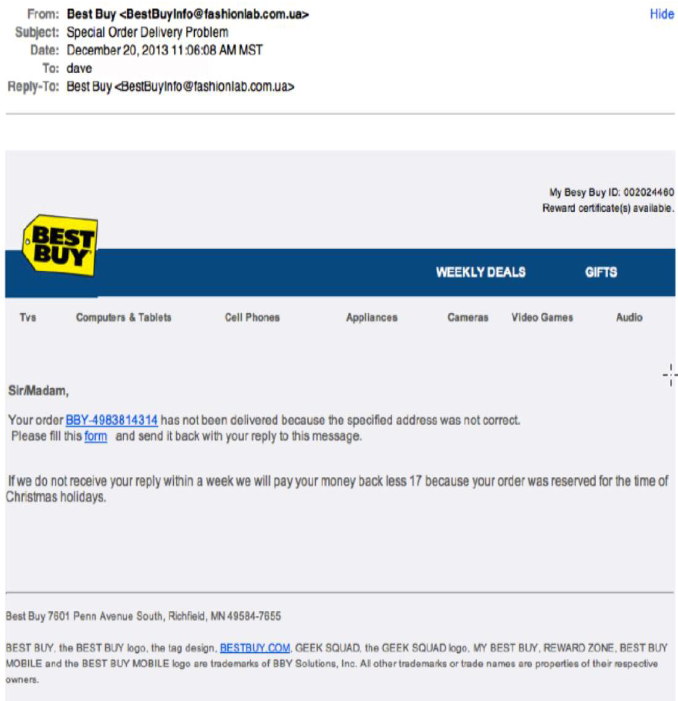 From: Best Buy <BestBuyInfo@fashionlab.com.ua>
Hide
Subject: Special Order Delivery Problem
Date: December 20, 2013 11:06:08 AM MST
To: dave
Reply-To: Best Buy <BestBuyInfo@fashionlab.com.ua>
My Besy Buy ID: 002024460
Reward certificate(s) available.
BEST
BUY
WEEKLY DEALS GIFTS
Tvs Computers & Tablets Cell Phones Appliances Cameras Video Games Audio
Sir/Madam,
Your order BBY-4983814314 has not been delivered because the specified address was not correct.
Please fill this form and send it back with your reply to this message.
If we do not receive your reply within a week we will pay your money back less 17 because your order was reserved for the time of
Christmas holidays.
Best Buy 7601 Penn Avenue South, Richfield, MN 49584-7655
BEST BUY, the BEST BUY logo, the tag design, BESTBUY.COM, GEEK SQUAD, the GEEK SQUAD logo, MY BEST BUY, REWARD ZONE, BEST BUY
MOBILE and the BEST BUY MOBILE logo are trademarks of BBY Solutions, Inc. All other trademarks or trade names are properties of their respective
owners.